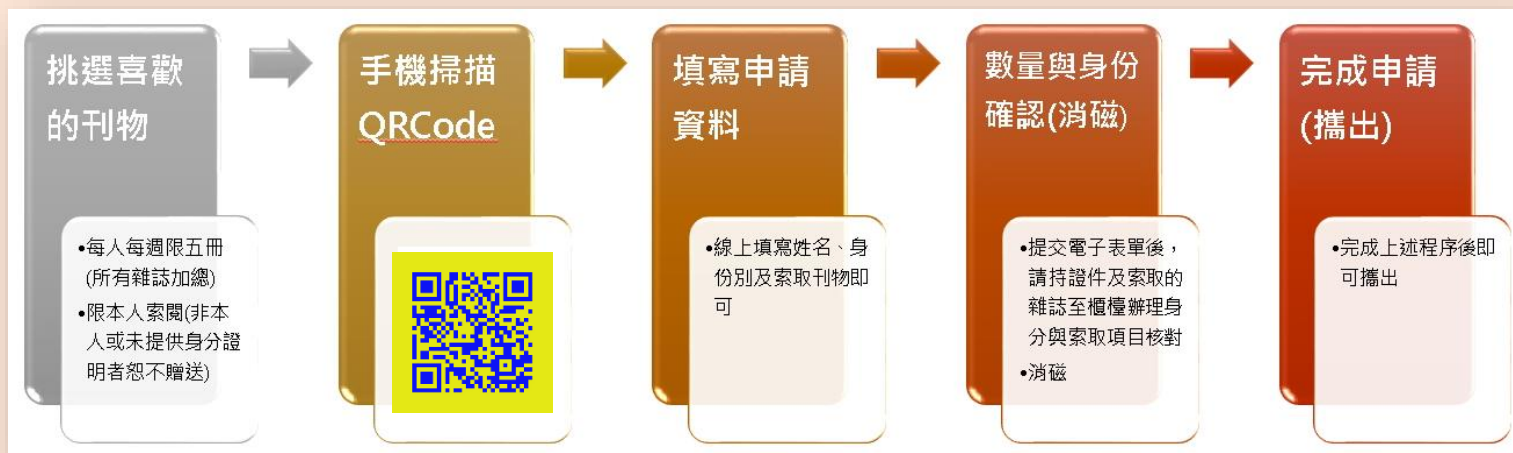 挑選喜歡
的刊物
•每人每週限五冊
(所有雜誌加總)
•限本人索閱(非本
人或未提供身分證
明者恕不贈送)
手機掃描
QRCode
填寫申請
資料
•線上填寫姓名、身
份別及索取刊物即
可
數量與身份
確認(消磁)
•提交電子表單後，
請持證件及索取的
雜誌至櫃檯辦理身
分與索取項目核對
•消磁
完成申請
(攜出)
•完成上述程序後即
可攜出